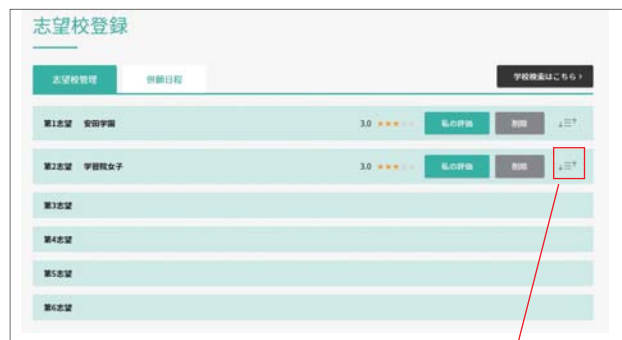 志望校登録
志望校管理 併願日程 学校検索はこちら ›
第1志望 安田学園 3.0 ★★★☆☆ 私の評価 削除 ↓≡↑
第2志望 学習院女子 3.0 ★★★☆☆ 私の評価 削除 ↓≡↑
第3志望
第4志望
第5志望
第6志望